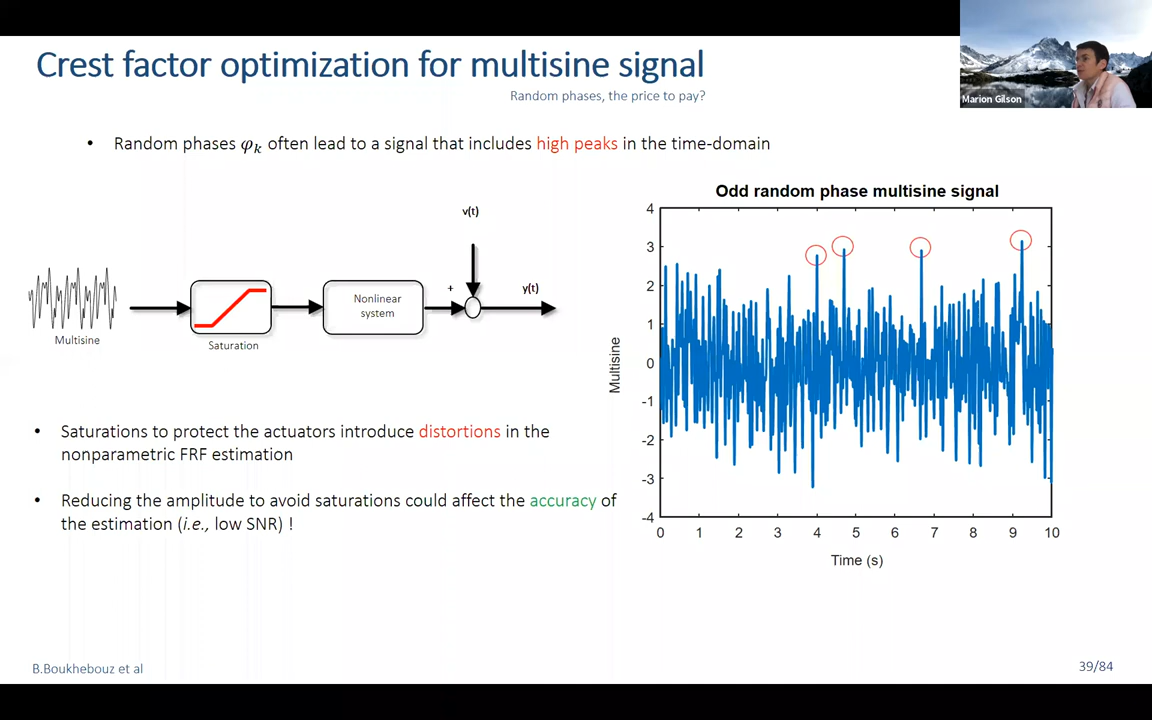 Crest factor optimization for multisine signal
Random phases, the price to pay?
Marion Gilson
• Random phases φₖ often lead to a signal that includes high peaks in the time-domain
v(t)
+
y(t)
Multisine
Saturation
Nonlinear
system
Odd random phase multisine signal
4
3
2
1
0
-1
-2
-3
-4
Multisine
0 1 2 3 4 5 6 7 8 9 10
Time (s)
• Saturations to protect the actuators introduce distortions in the
nonparametric FRF estimation
• Reducing the amplitude to avoid saturations could affect the accuracy of
the estimation (i.e., low SNR) !
B.Boukhebouz et al
39/84